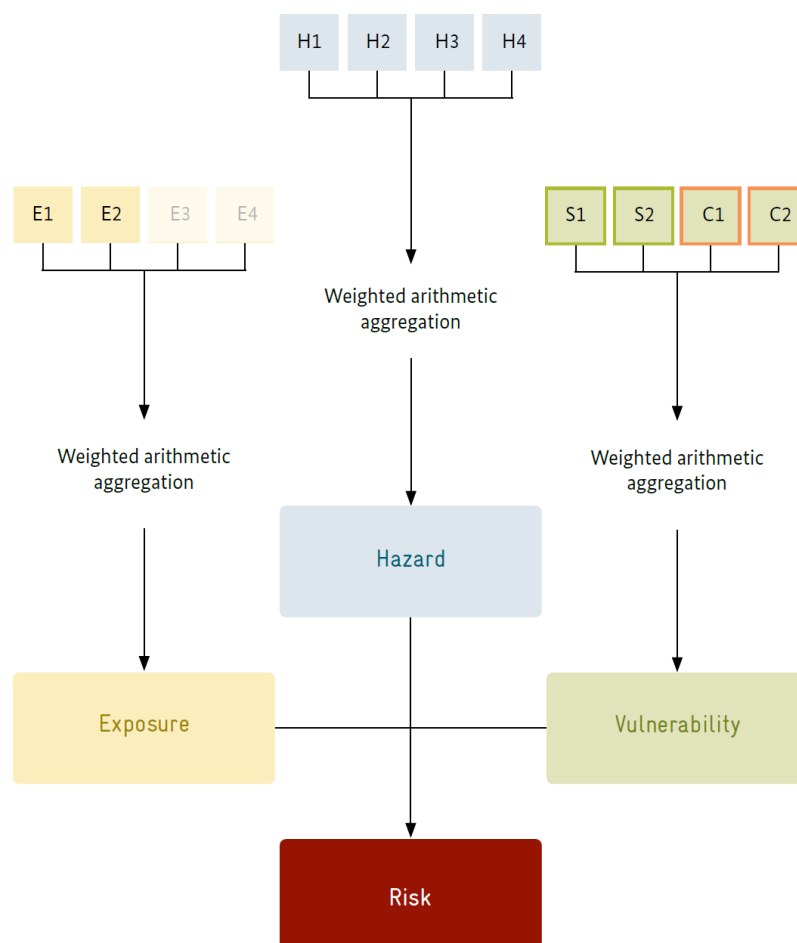 H1 H2 H3 H4
E1 E2 E3 E4
S1 S2 C1 C2
Weighted arithmetic
aggregation
Weighted arithmetic
aggregation
Weighted arithmetic
aggregation
Hazard
Exposure
Vulnerability
Risk